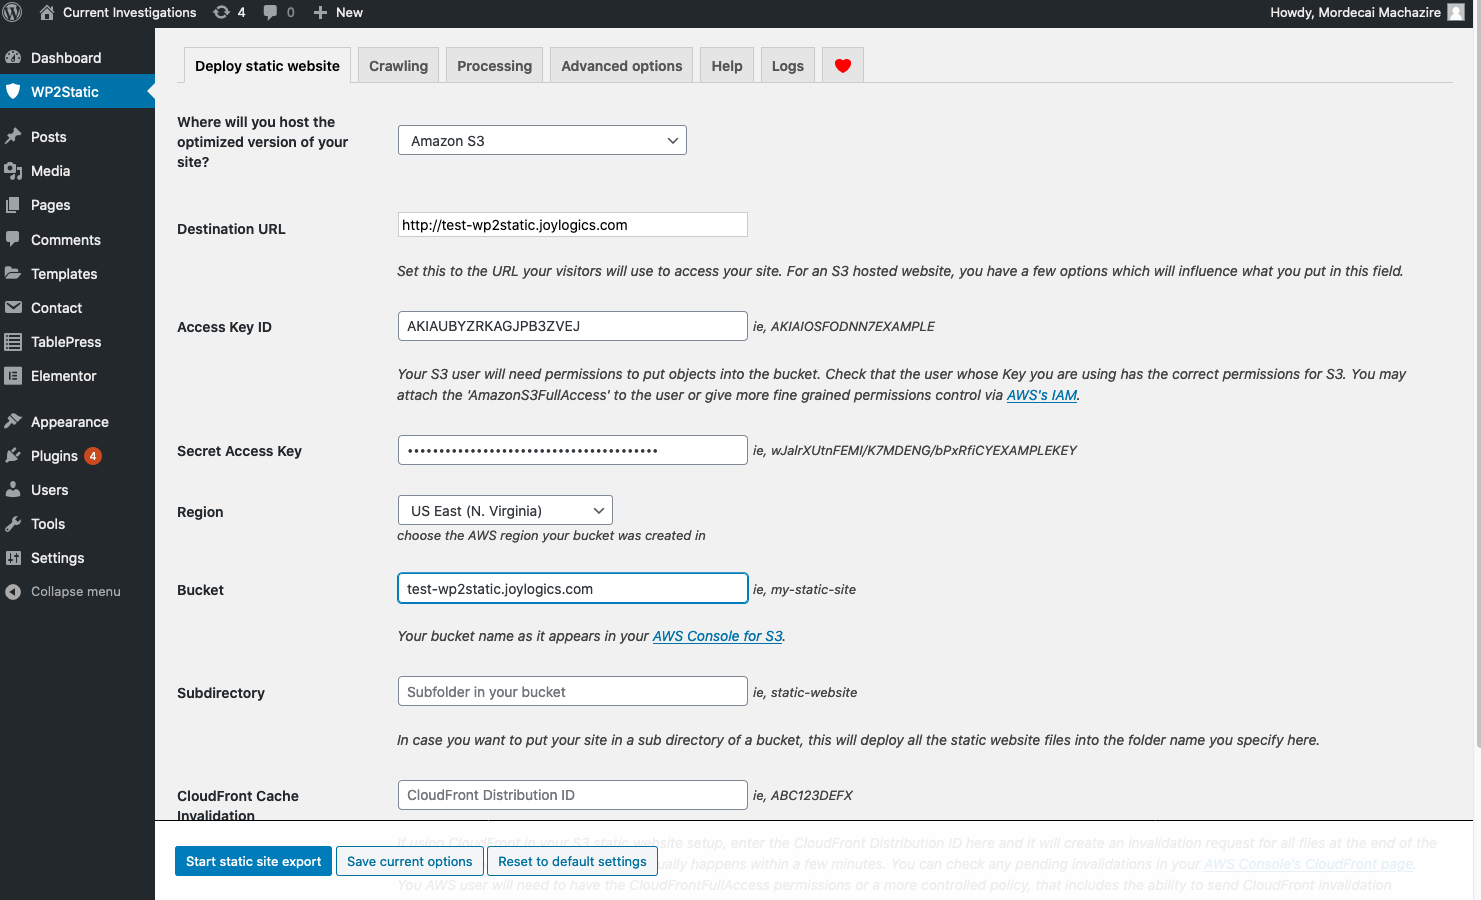 Current Investigations 4 0 New Howdy, Mordecai Machazire
Dashboard
WP2Static
Posts
Media
Pages
Comments
Templates
Contact
TablePress
Elementor
Appearance
Plugins 4
Users
Tools
Settings
Collapse menu
Deploy static website Crawling Processing Advanced options Help Logs
Where will you host the
optimized version of your
site?
Amazon S3
Destination URL
http://test-wp2static.joylogics.com
Set this to the URL your visitors will use to access your site. For an S3 hosted website, you have a few options which will influence what you put in this field.
Access Key ID
AKIAUBYZRKAGJPB3ZVEJ
ie, AKIAIOSFODNN7EXAMPLE
Your S3 user will need permissions to put objects into the bucket. Check that the user whose Key you are using has the correct permissions for S3. You may
attach the 'AmazonS3FullAccess' to the user or give more fine grained permissions control via AWS's IAM.
Secret Access Key
••••••••••••••••••••••••••••••••••••••••
ie, wJalrXUtnFEMI/K7MDENG/bPxRfiCYEXAMPLEKEY
Region
US East (N. Virginia)
choose the AWS region your bucket was created in
Bucket
test-wp2static.joylogics.com
ie, my-static-site
Your bucket name as it appears in your AWS Console for S3.
Subdirectory
Subfolder in your bucket
ie, static-website
In case you want to put your site in a sub directory of a bucket, this will deploy all the static website files into the folder name you specify here.
CloudFront Cache
Invalidation
CloudFront Distribution ID
ie, ABC123DEFX
If using CloudFront in your S3 static website setup, enter the CloudFront Distribution ID here and it will create an invalidation request for all files at the end of the
ually happens within a few minutes. You can check any pending invalidations in your AWS Console's CloudFront page.
You AWS user will need to have the CloudFrontFullAccess permissions or a more controlled policy, that includes the ability to send CloudFront invalidation
Start static site export Save current options Reset to default settings